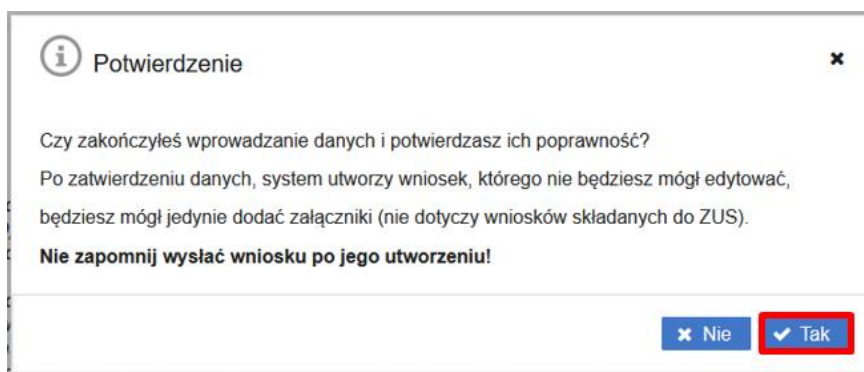 Potwierdzenie
Czy zakończyłeś wprowadzanie danych i potwierdzasz ich poprawność?
Po zatwierdzeniu danych, system utworzy wniosek, którego nie będziesz mógł edytować,
będziesz mógł jedynie dodać załączniki (nie dotyczy wniosków składanych do ZUS).
Nie zapomnij wysłać wniosku po jego utworzeniu!
Nie Tak